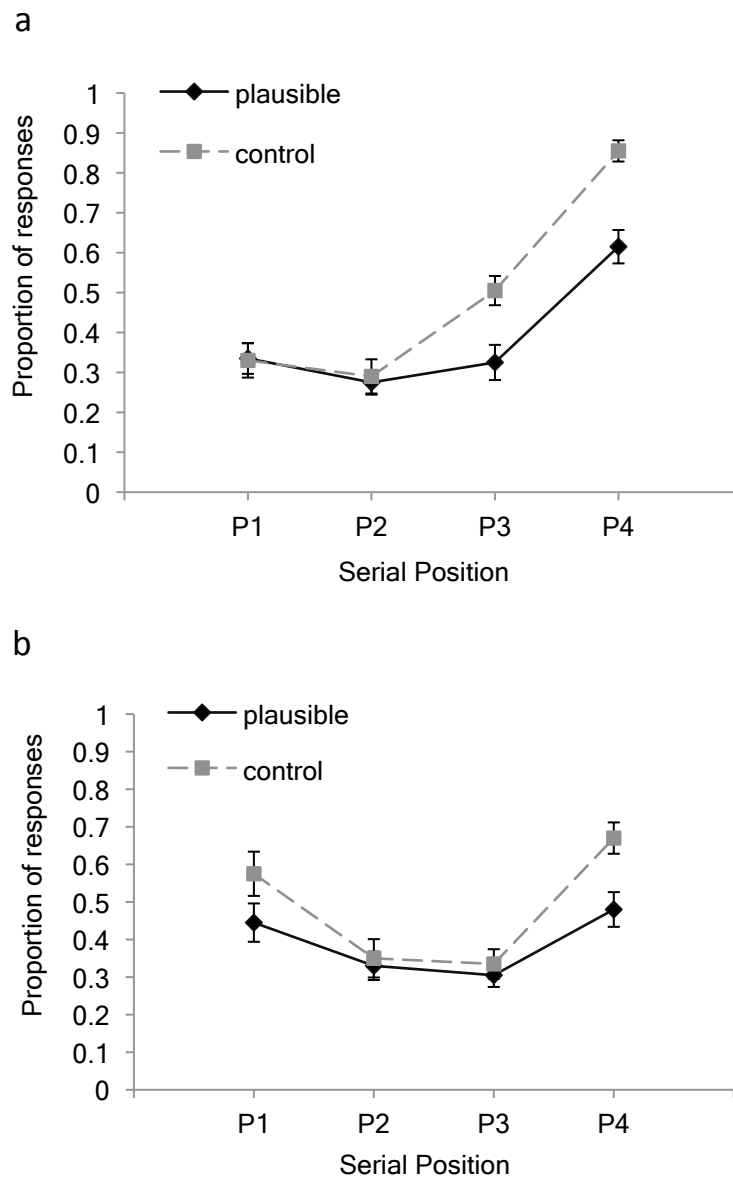 a
plausible
control
Proportion of responses
1
0.9
0.8
0.7
0.6
0.5
0.4
0.3
0.2
0.1
0
P1 P2 P3 P4
Serial Position
b
plausible
control
Proportion of responses
1
0.9
0.8
0.7
0.6
0.5
0.4
0.3
0.2
0.1
0
P1 P2 P3 P4
Serial Position